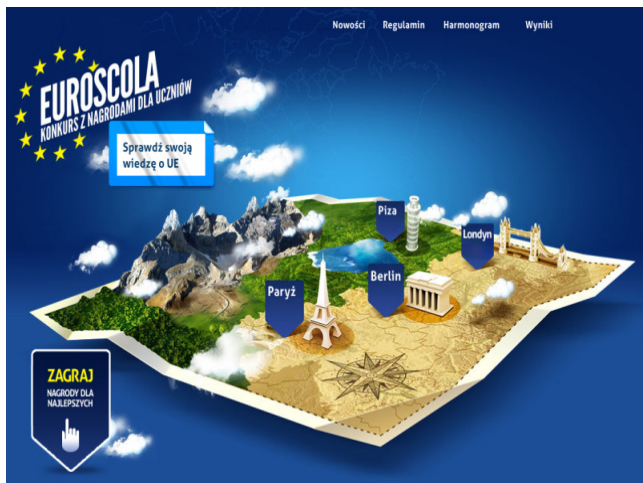 Nowości Regulamin Harmonogram Wyniki
EUROSCOLA
KONKURS Z NAGRODAMI DLA UCZNIÓW
Sprawdź swoją
wiedzę o UE
Piza
Londyn
Berlin
Paryż
ZAGRAJ
NAGRODY DLA
NAJLEPSZYCH